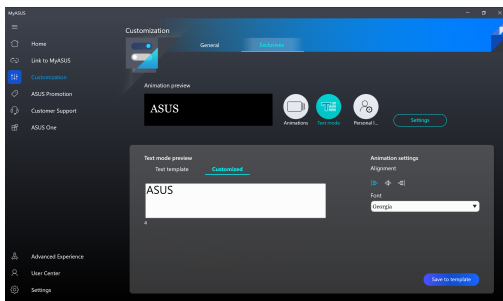 MyASUS
Customization
Home
Link to MyASUS
Customization
ASUS Promotion
Customer Support
ASUS One
Advanced Experience
User Center
Settings
General
Exclusives
Animation preview
ASUS
Animations
Text mode
Personal I...
Settings
Text mode preview
Text template
Customized
ASUS
4
Animation settings
Alignment
Font
Georgia
Save to template